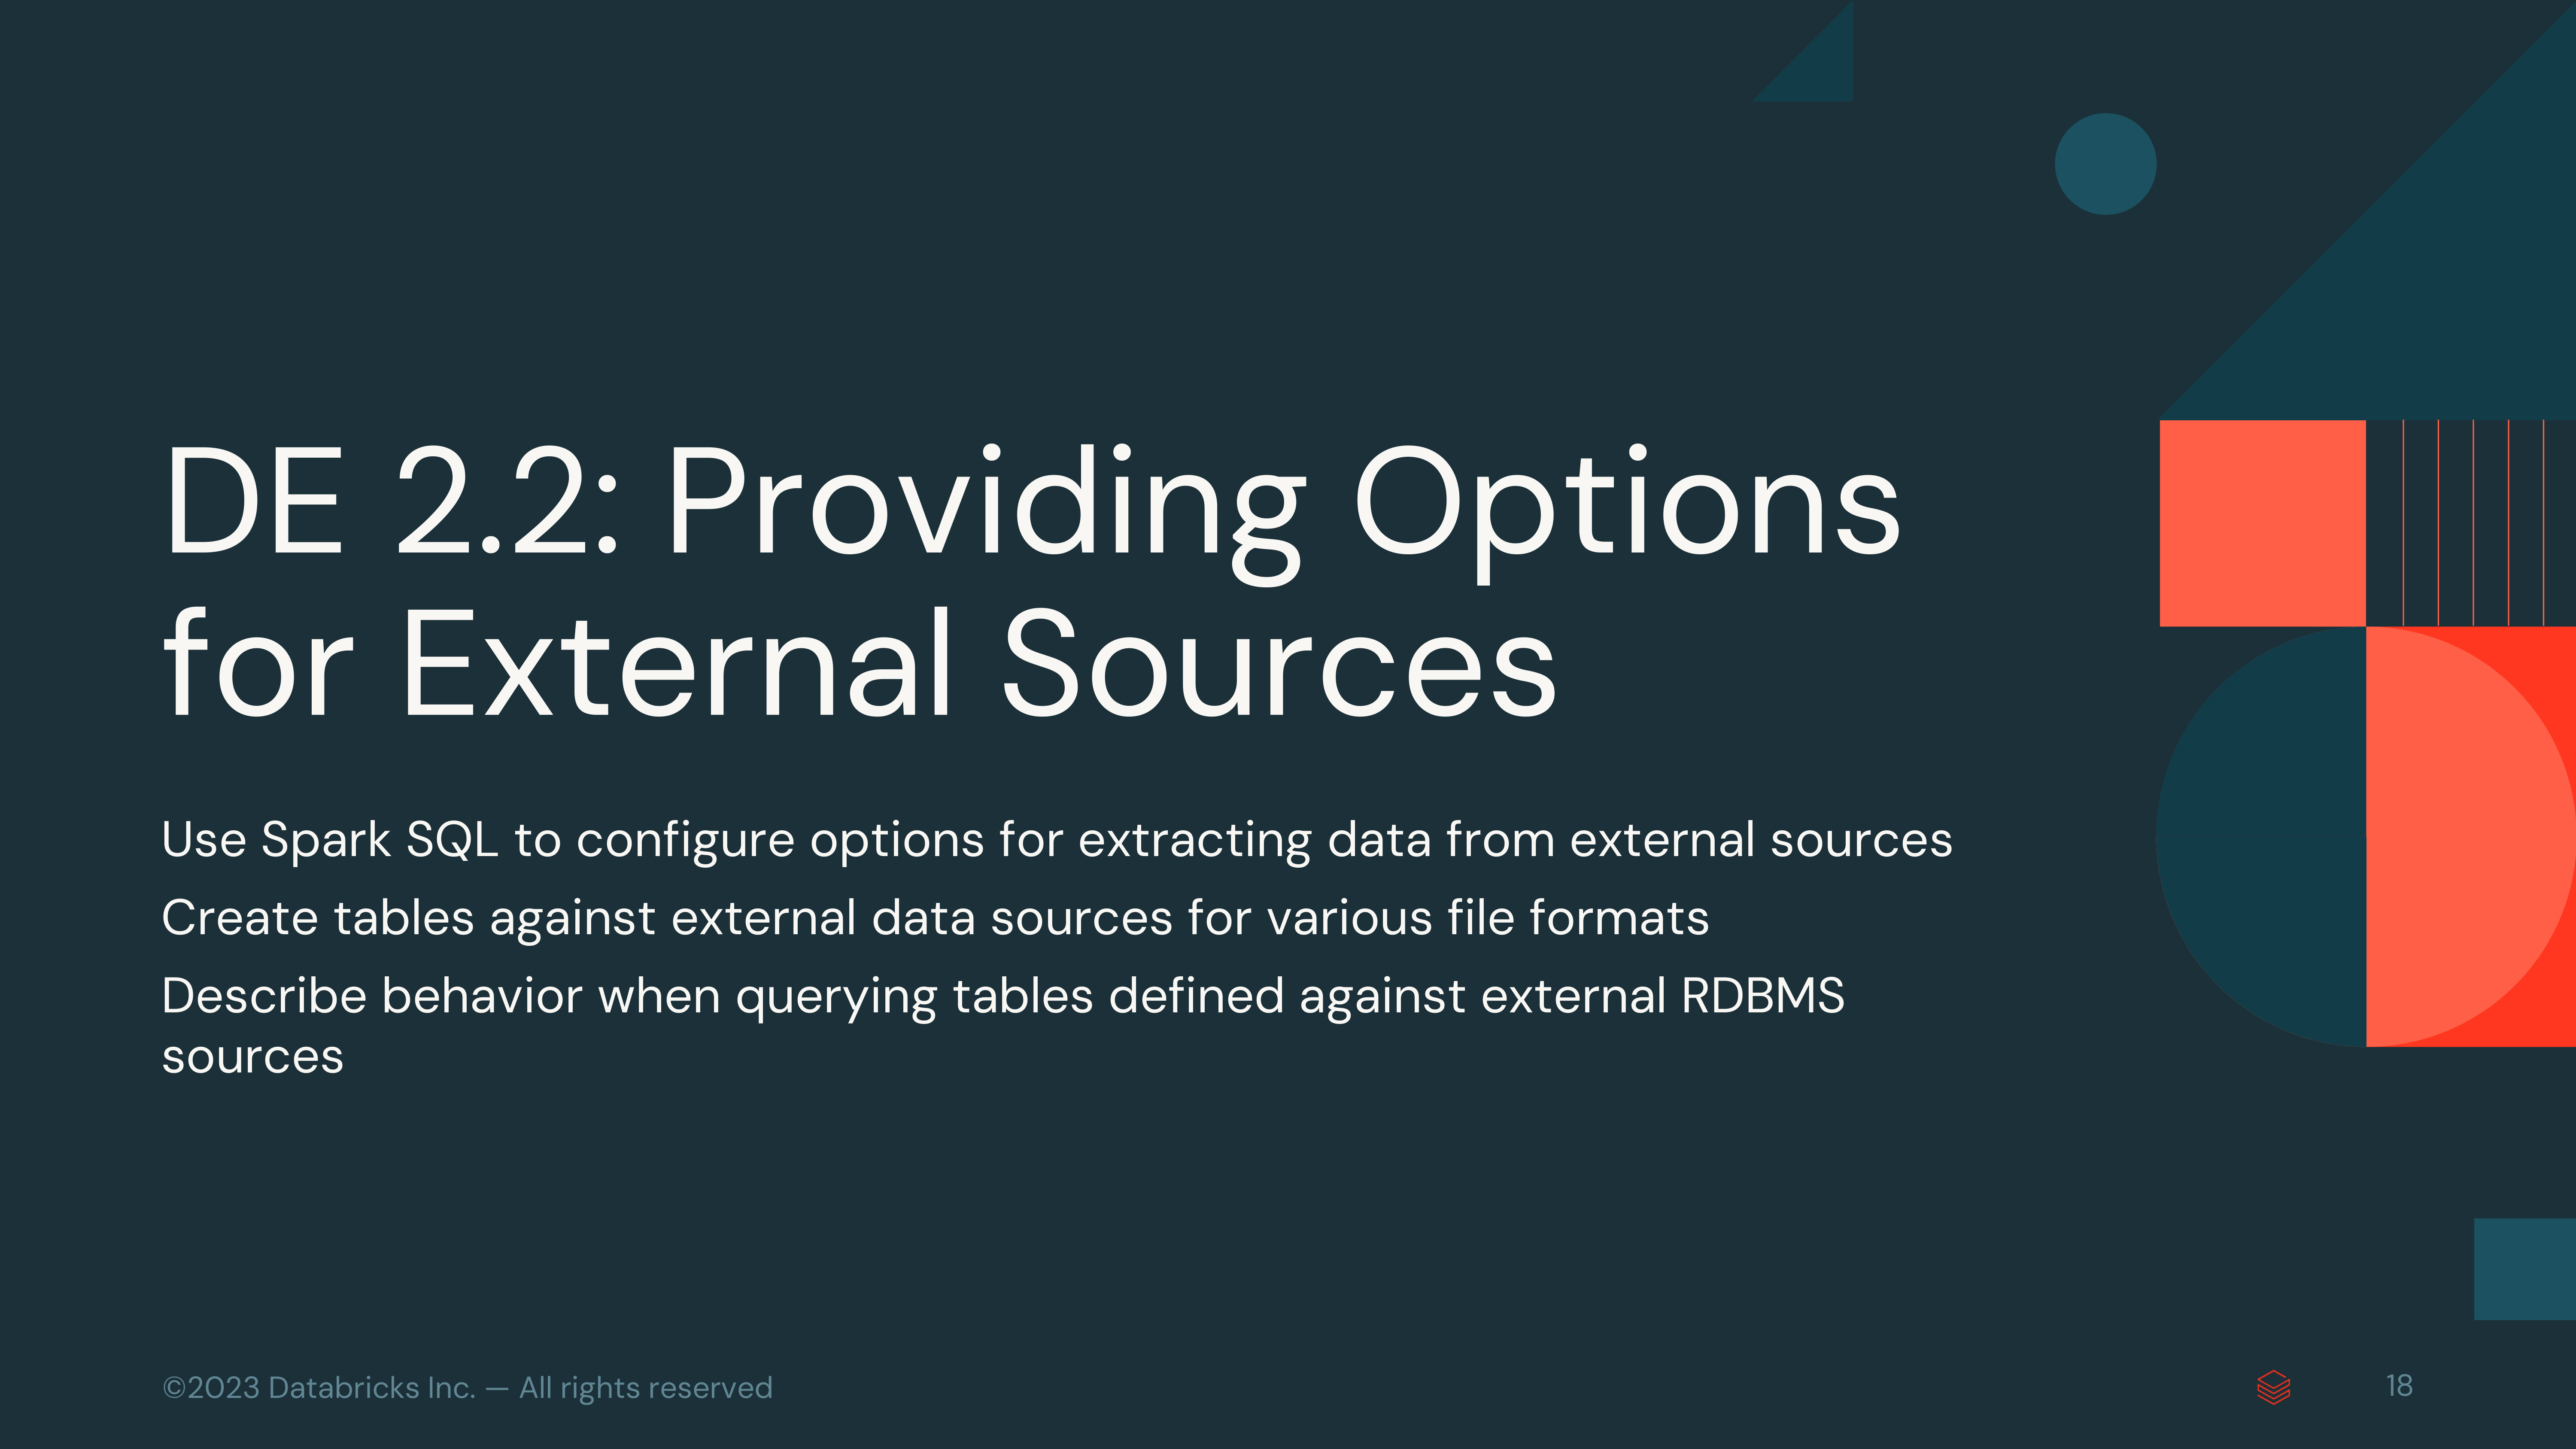 DE 2.2: Providing Options
for External Sources
Use Spark SQL to configure options for extracting data from external sources
Create tables against external data sources for various file formats
Describe behavior when querying tables defined against external RDBMS
sources
©2023 Databricks Inc. — All rights reserved
18